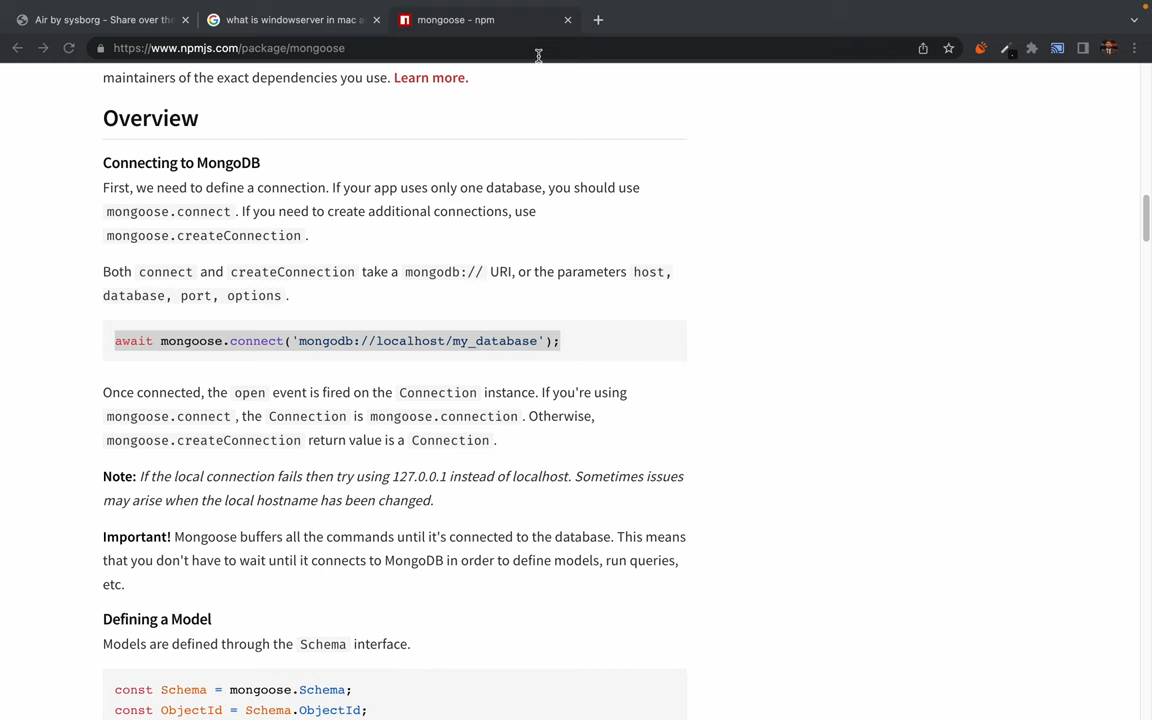 Air by sysborg - Share over the
what is windowserver in mac a
mongoose - npm
https://www.npmjs.com/package/mongoose
maintainers of the exact dependencies you use. Learn more.
Overview
Connecting to MongoDB
First, we need to define a connection. If your app uses only one database, you should use
mongoose.connect. If you need to create additional connections, use
mongoose.createConnection.
Both connect and createConnection take a mongodb:// URI, or the parameters host,
database, port, options.
await mongoose.connect('mongodb://localhost/my_database');
Once connected, the open event is fired on the Connection instance. If you're using
mongoose.connect, the Connection is mongoose.connection. Otherwise,
mongoose.createConnection return value is a Connection.
Note: If the local connection fails then try using 127.0.0.1 instead of localhost. Sometimes issues
may arise when the local hostname has been changed.
Important! Mongoose buffers all the commands until it's connected to the database. This means
that you don't have to wait until it connects to MongoDB in order to define models, run queries,
etc.
Defining a Model
Models are defined through the Schema interface.
const Schema = mongoose.Schema;
const ObjectId = Schema.ObjectId;